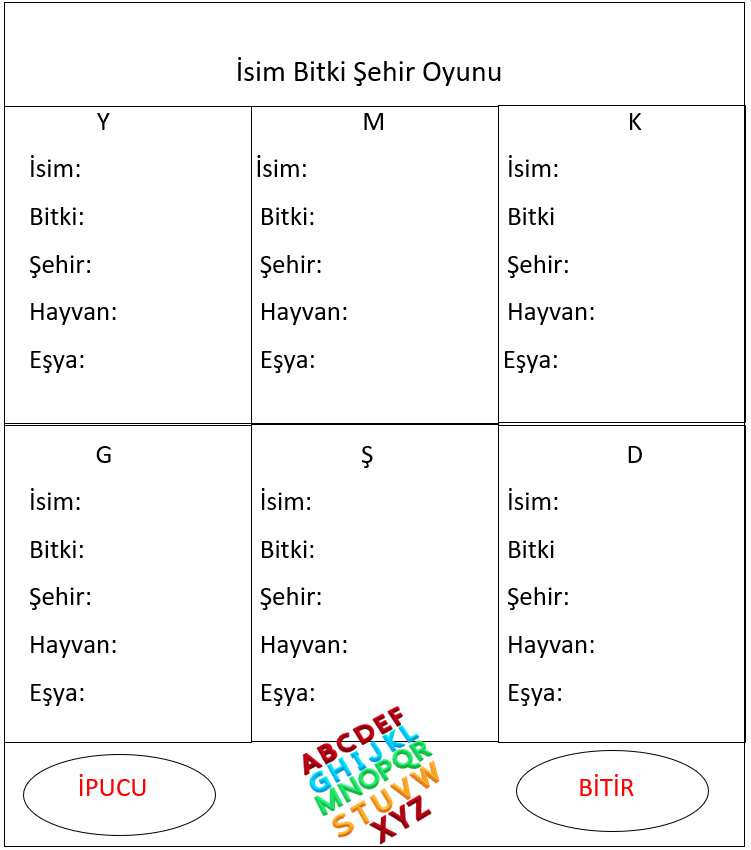 İsim Bitki Şehir Oyunu
Y
İsim:
Bitki:
Şehir:
Hayvan:
Eşya:
M
İsim:
Bitki:
Şehir:
Hayvan:
Eşya:
K
İsim:
Bitki
Şehir:
Hayvan:
Eşya:
G
İsim:
Bitki:
Şehir:
Hayvan:
Eşya:
Ş
İsim:
Bitki:
Şehir:
Hayvan:
Eşya:
D
İsim:
Bitki
Şehir:
Hayvan:
Eşya:
İPUCU
ABCDEF
GHIJKL
MNOPQR
STUVW
XYZ
BİTİR